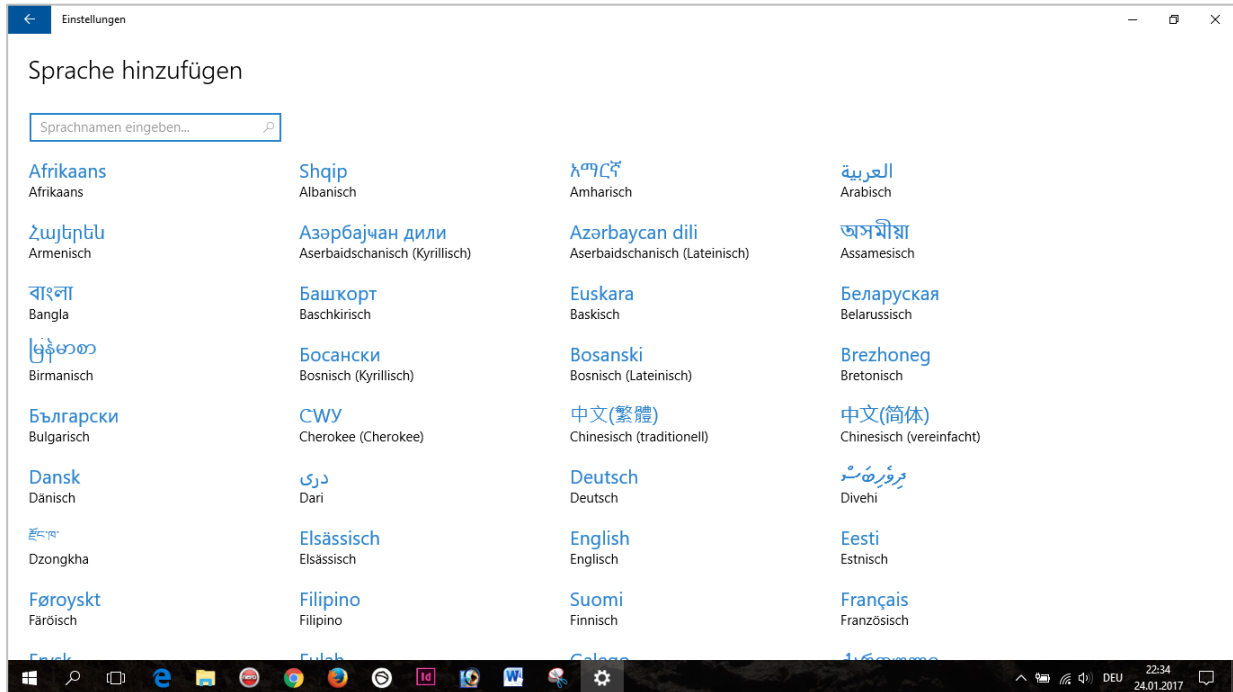 Einstellungen
Sprache hinzufügen
Sprachnamen eingeben...
Afrikaans
Afrikaans
Shqip
Albanisch
አማርኛ
Amharisch
العربية
Arabisch
Հայերեն
Armenisch
Азәрбајҹан дили
Aserbaidschanisch (Kyrillisch)
Azərbaycan dili
Aserbaidschanisch (Lateinisch)
অসমীয়া
Assamesisch
বাংলা
Bangla
Башҡорт
Baschkirisch
Euskara
Baskisch
Беларуская
Belarussisch
မြန်မာစာ
Birmanisch
Босански
Bosnisch (Kyrillisch)
Bosanski
Bosnisch (Lateinisch)
Brezhoneg
Bretonisch
Български
Bulgarisch
ᏣᎳᎩ
Cherokee (Cherokee)
中文(繁體)
Chinesisch (traditionell)
中文(简体)
Chinesisch (vereinfacht)
Dansk
Dänisch
درى
Dari
Deutsch
Deutsch
ދިވެހިބަސް
Divehi
རྫོང་ཁ་
Dzongkha
Elsässisch
Elsässisch
English
Englisch
Eesti
Estnisch
Føroyskt
Färöisch
Filipino
Filipino
Suomi
Finnisch
Français
Französisch
Frysk
Fulah
Galego
DEU
22:34
24.01.2017